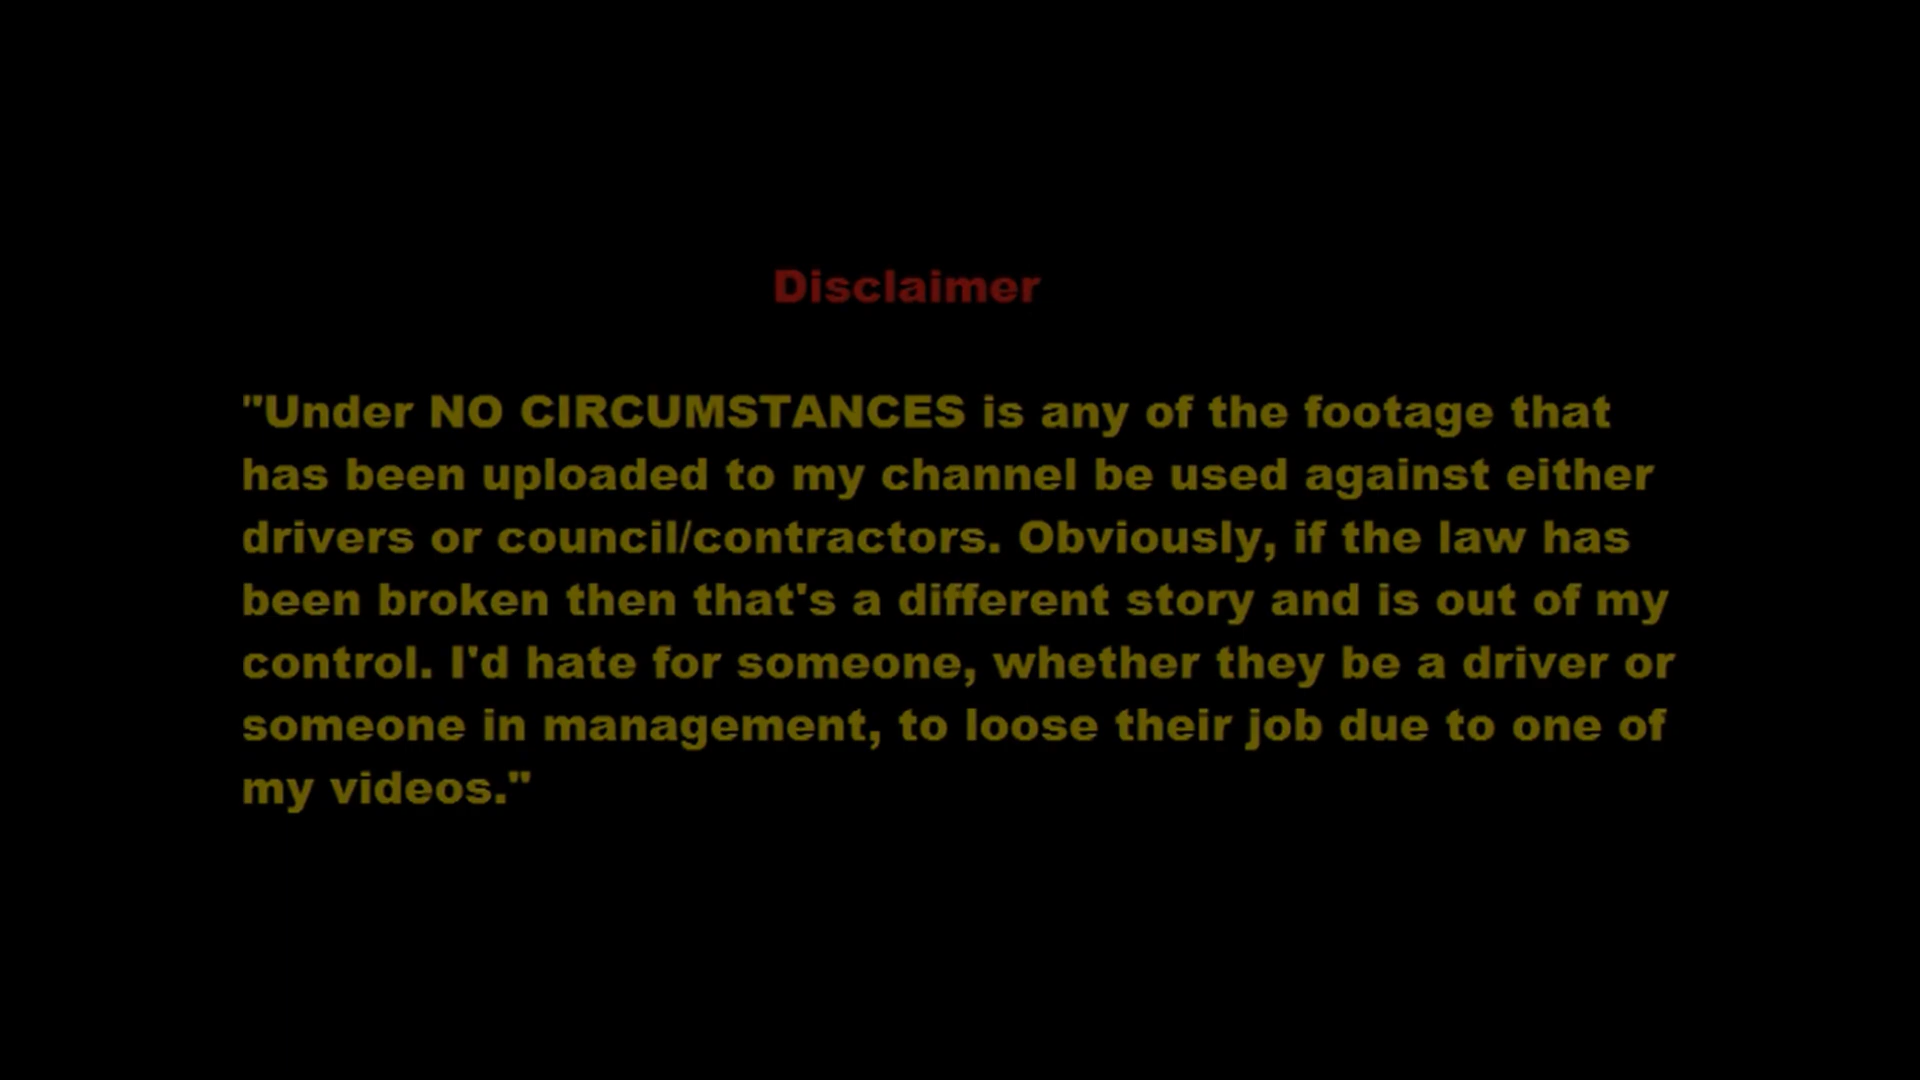 Disclaimer
"Under NO CIRCUMSTANCES is any of the footage that
has been uploaded to my channel be used against either
drivers or council/contractors. Obviously, if the law has
been broken then that's a different story and is out of my
control. I'd hate for someone, whether they be a driver or
someone in management, to loose their job due to one of
my videos."